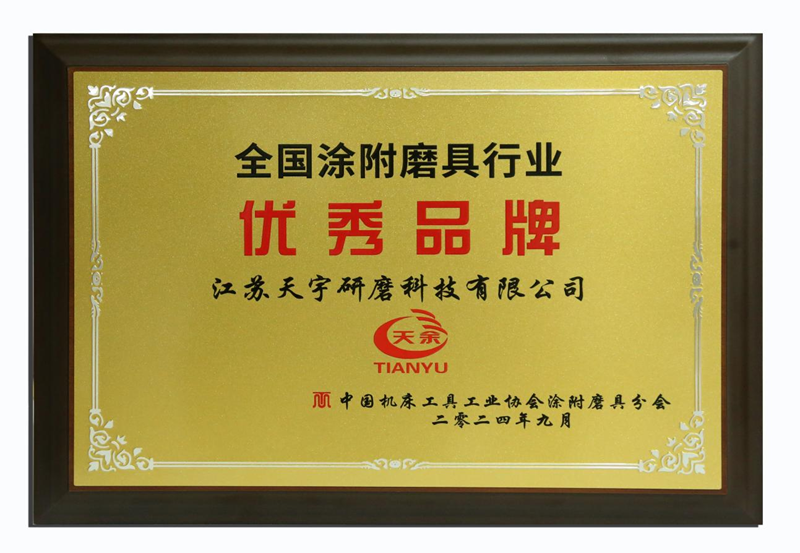 全国涂附磨具行业
优秀品牌
江苏天宇研磨科技有限公司
天余
TIANYU
中国机床工具工业协会涂附磨具分会
二零二四年九月